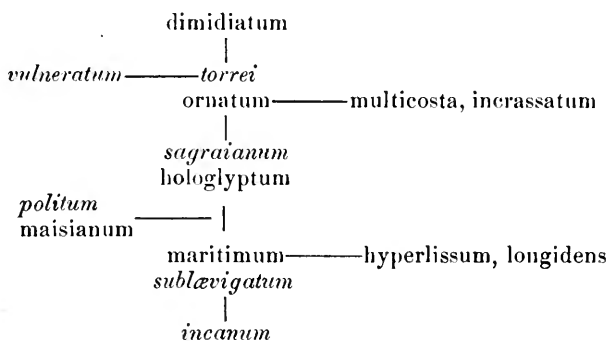 dimidiatum
vulneratum torrei
ornatum multicosta, incrassatum
sagraianum
hologlyptum
politum
maisianum
maritimum hyperlissum, longidens
sublævigatum
incanum